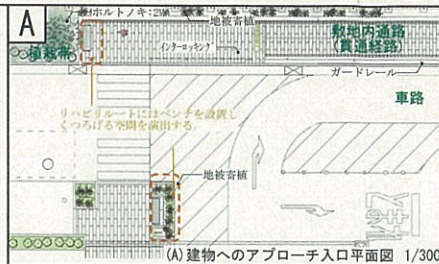 A
ホルトノキ:2M
地被寄植
植栽帯
インターロッキング
敷地内通路
(貫通経路)
ガードレール
車路
リハビリルートにはベンチを設置し
くつろげる空間を演出する。
地被寄植
(A)建物へのアプローチ入口平面図 1/300